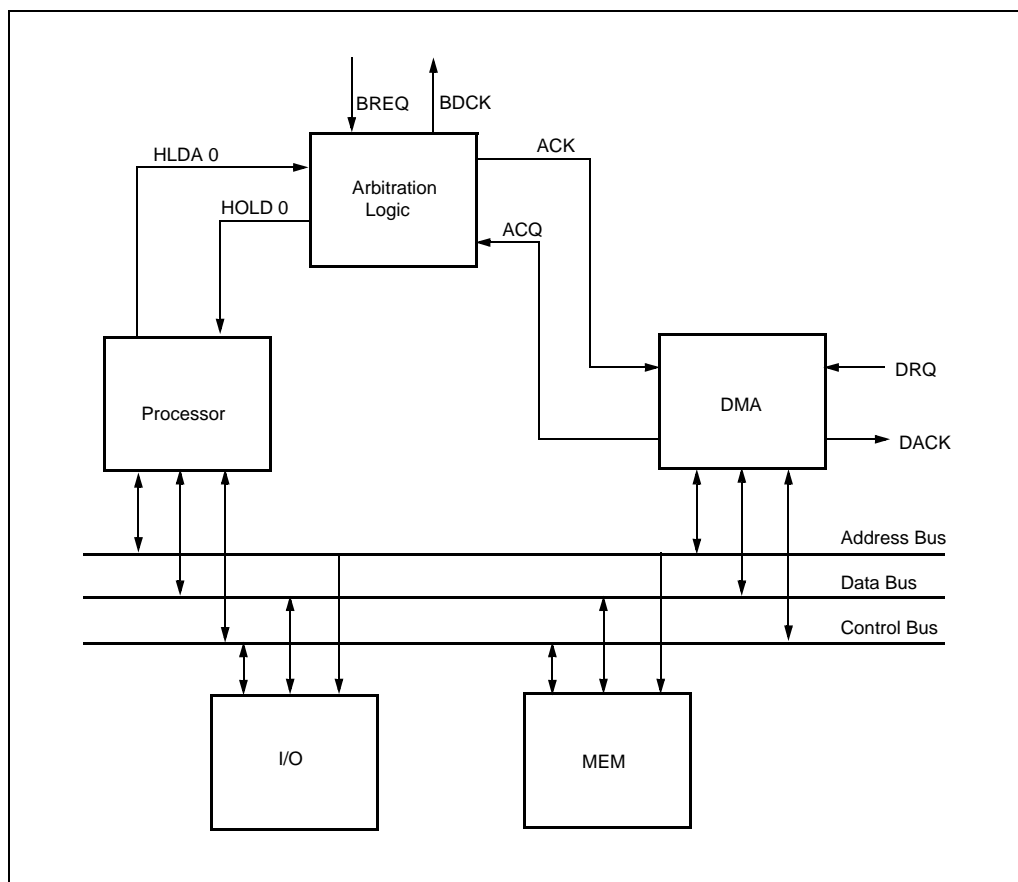 BREQ
BDCK
HLDA 0
ACK
Arbitration
Logic
HOLD 0
ACQ
Processor
DMA
DRQ
DACK
Address Bus
Data Bus
Control Bus
I/O
MEM